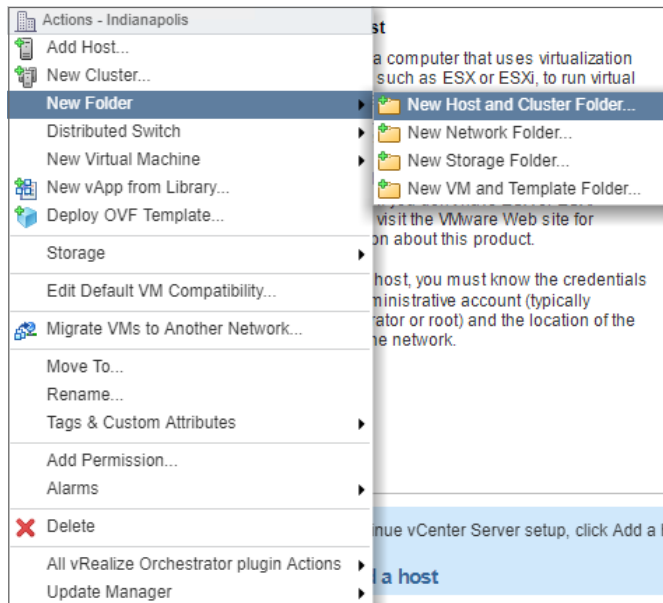 Actions - Indianapolis
Add Host...
New Cluster...
New Folder
Distributed Switch
New Virtual Machine
New vApp from Library...
Deploy OVF Template...
Storage
Edit Default VM Compatibility...
Migrate VMs to Another Network...
Move To...
Rename...
Tags & Custom Attributes
Add Permission...
Alarms
Delete
All vRealize Orchestrator plugin Actions
Update Manager
New Host and Cluster Folder...
New Network Folder...
New Storage Folder...
New VM and Template Folder...
st
a computer that uses virtualization
such as ESX or ESXi, to run virtual
visit the VMware Web site for
on about this product.
host, you must know the credentials
ministrative account (typically
rator or root) and the location of the
he network.
inue vCenter Server setup, click Add a
a host